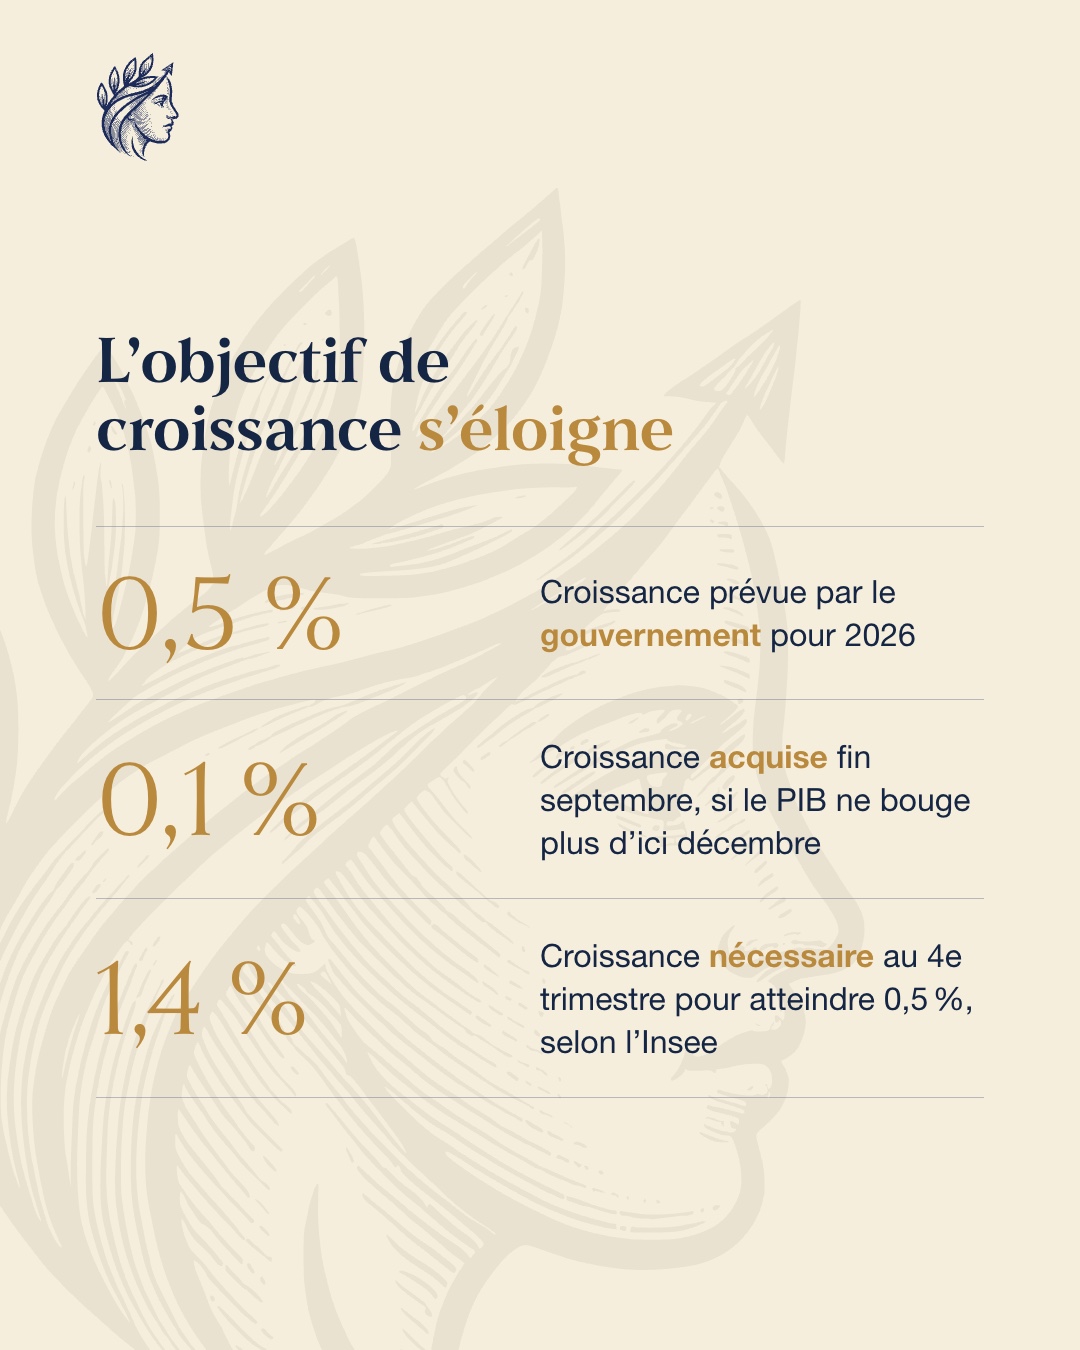 L’objectif de
croissance s’éloigne
0,5 %
Croissance prévue par le
gouvernement pour 2026
0,1 %
Croissance acquise fin
septembre, si le PIB ne bouge
plus d’ici décembre
1,4 %
Croissance nécessaire au 4e
trimestre pour atteindre 0,5 %,
selon l’Insee